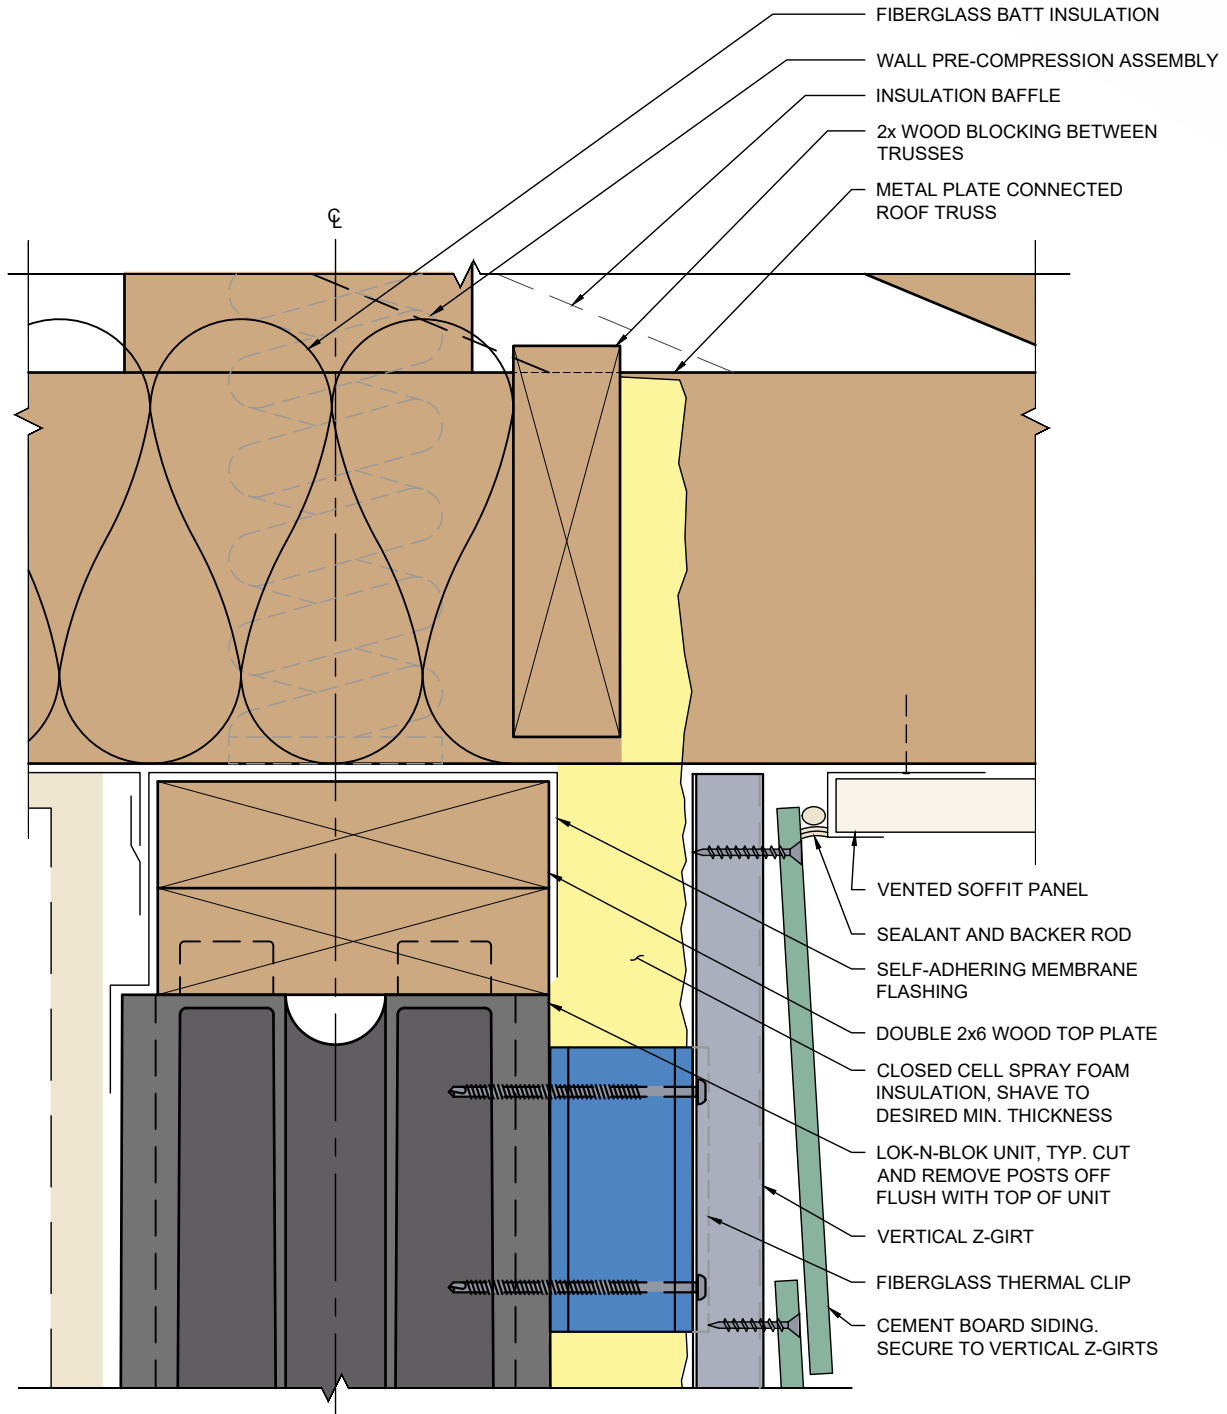 FIBERGLASS BATT INSULATION
WALL PRE-COMPRESSION ASSEMBLY
INSULATION BAFFLE
2x WOOD BLOCKING BETWEEN
TRUSSES
METAL PLATE CONNECTED
ROOF TRUSS
℄
VENTED SOFFIT PANEL
SEALANT AND BACKER ROD
SELF-ADHERING MEMBRANE
FLASHING
DOUBLE 2x6 WOOD TOP PLATE
CLOSED CELL SPRAY FOAM
INSULATION, SHAVE TO
DESIRED MIN. THICKNESS
LOK-N-BLOK UNIT, TYP. CUT
AND REMOVE POSTS OFF
FLUSH WITH TOP OF UNIT
VERTICAL Z-GIRT
FIBERGLASS THERMAL CLIP
CEMENT BOARD SIDING.
SECURE TO VERTICAL Z-GIRTS